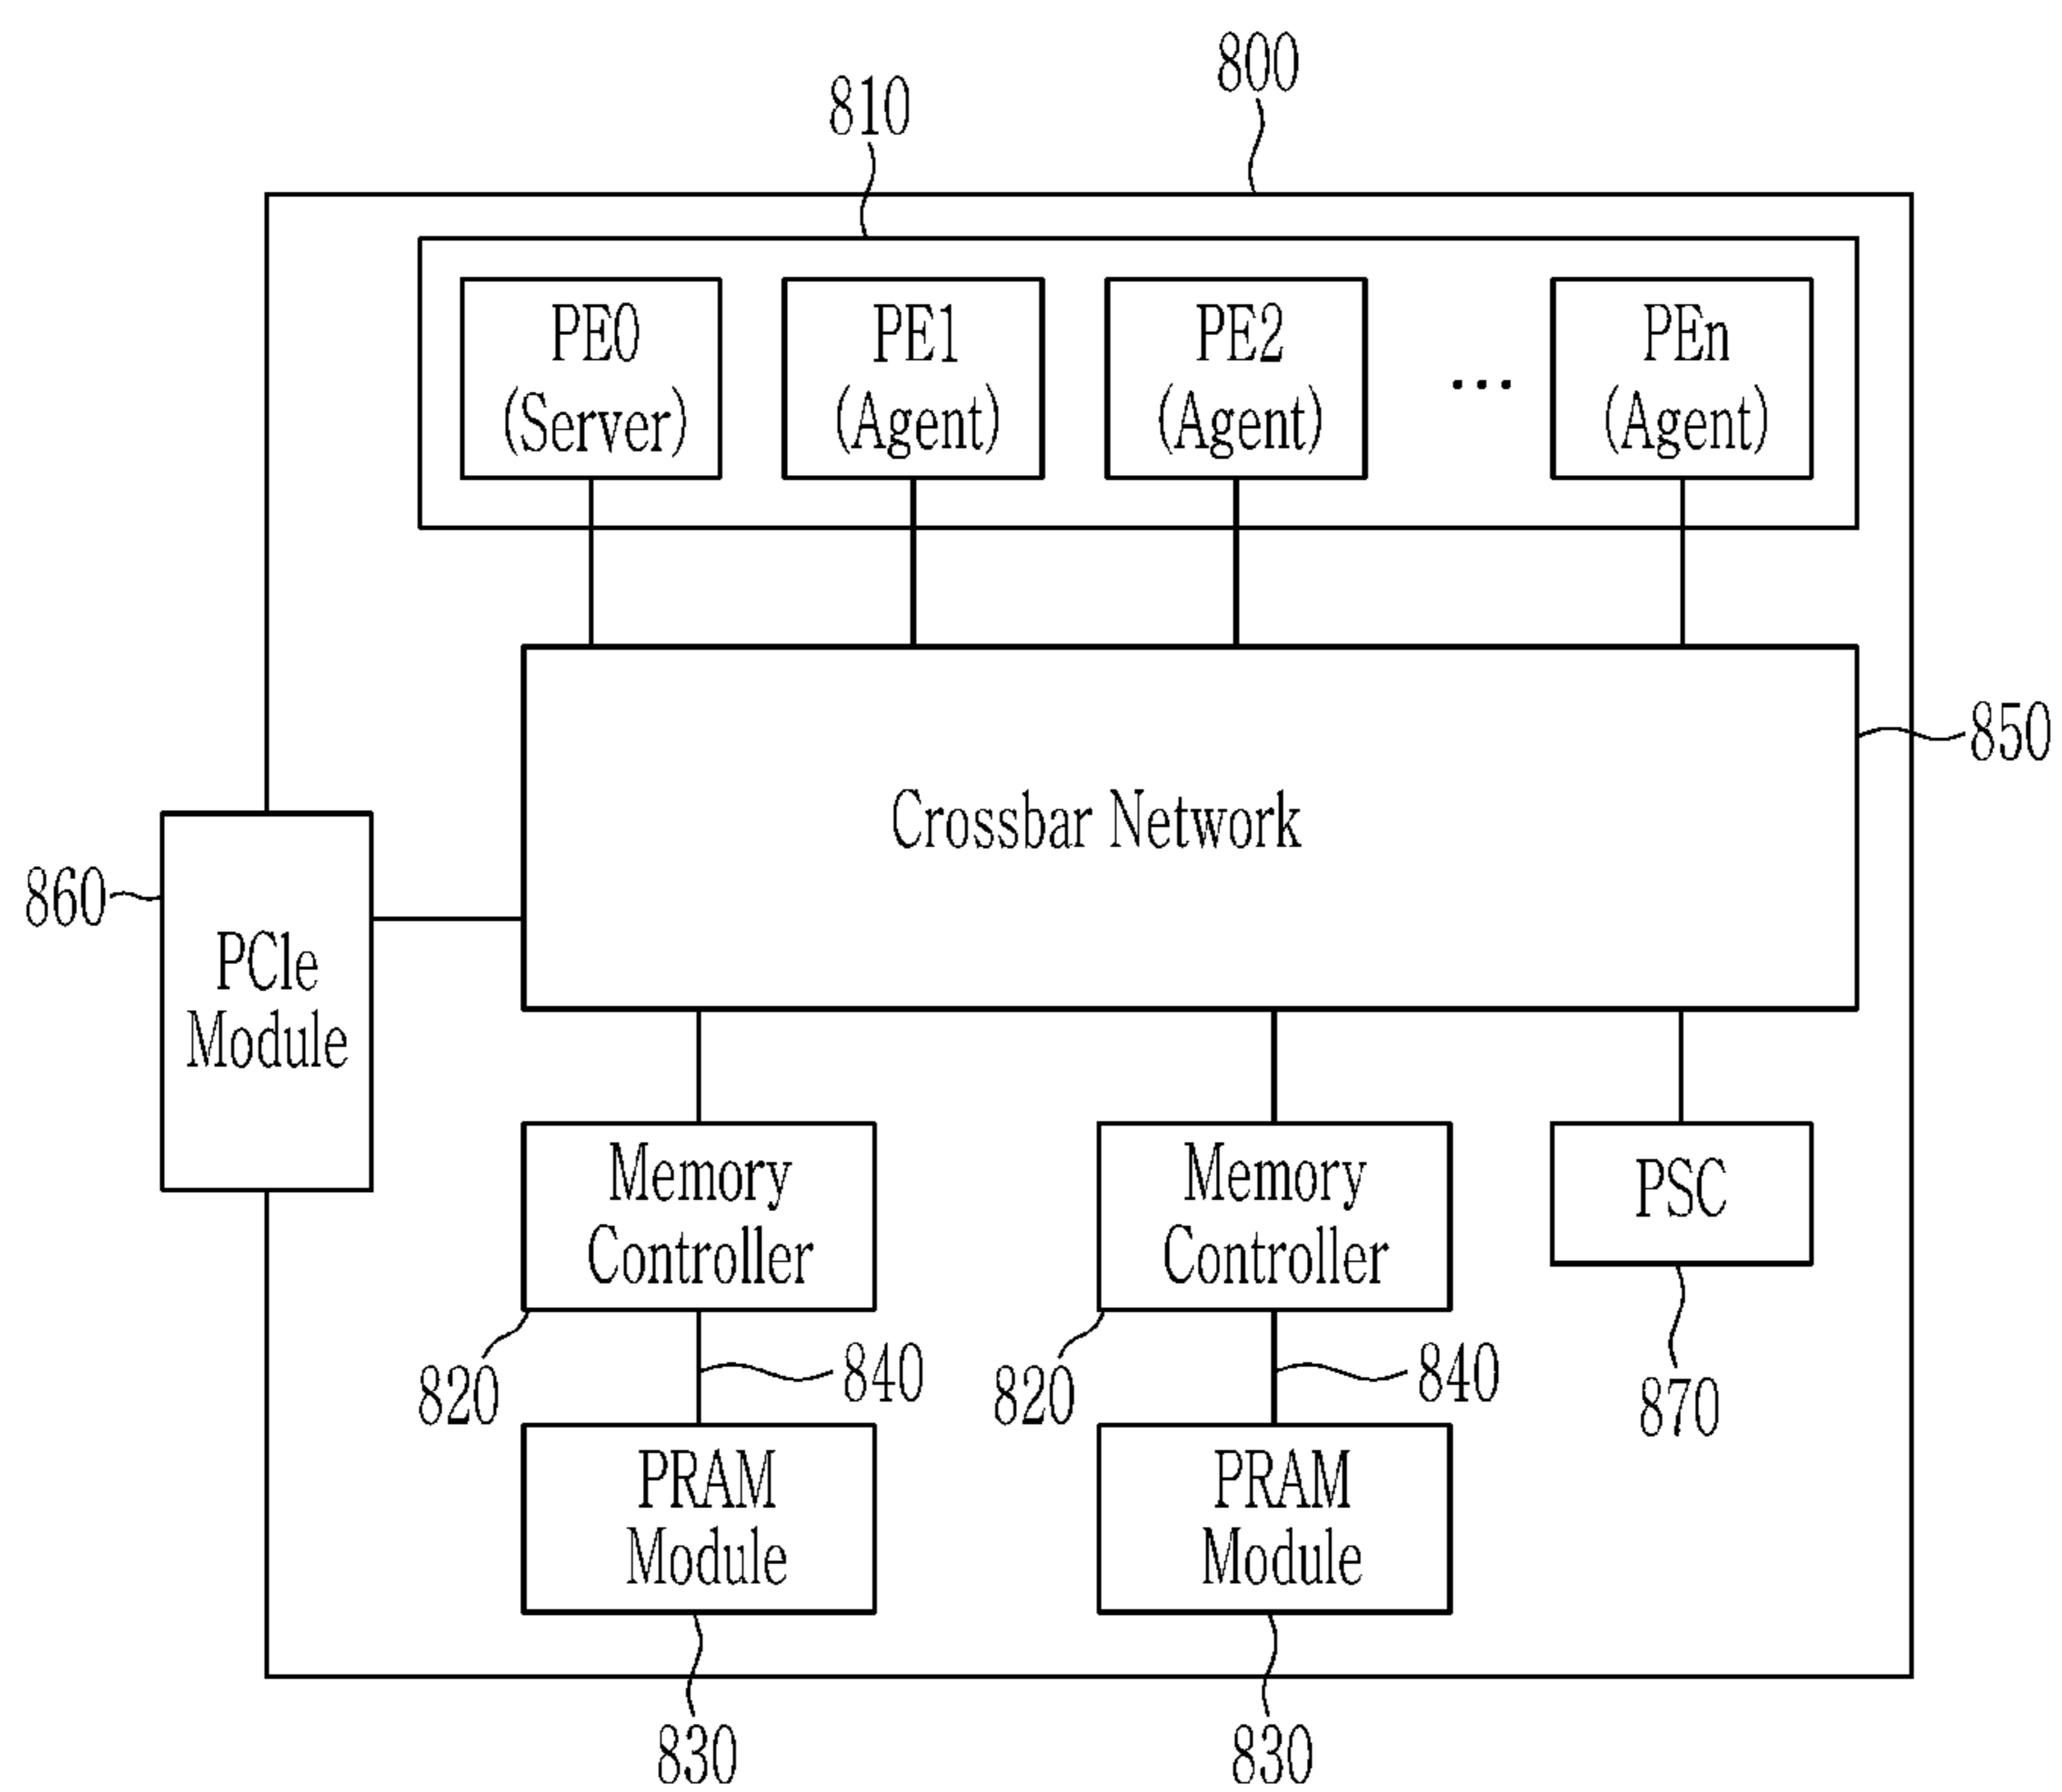 800
810
PE0
(Server)
PE1
(Agent)
PE2
(Agent)
...
PEn
(Agent)
850
Crossbar Network
860
PCle
Module
Memory
Controller
Memory
Controller
PSC
820
840
820
840
870
PRAM
Module
PRAM
Module
830
830